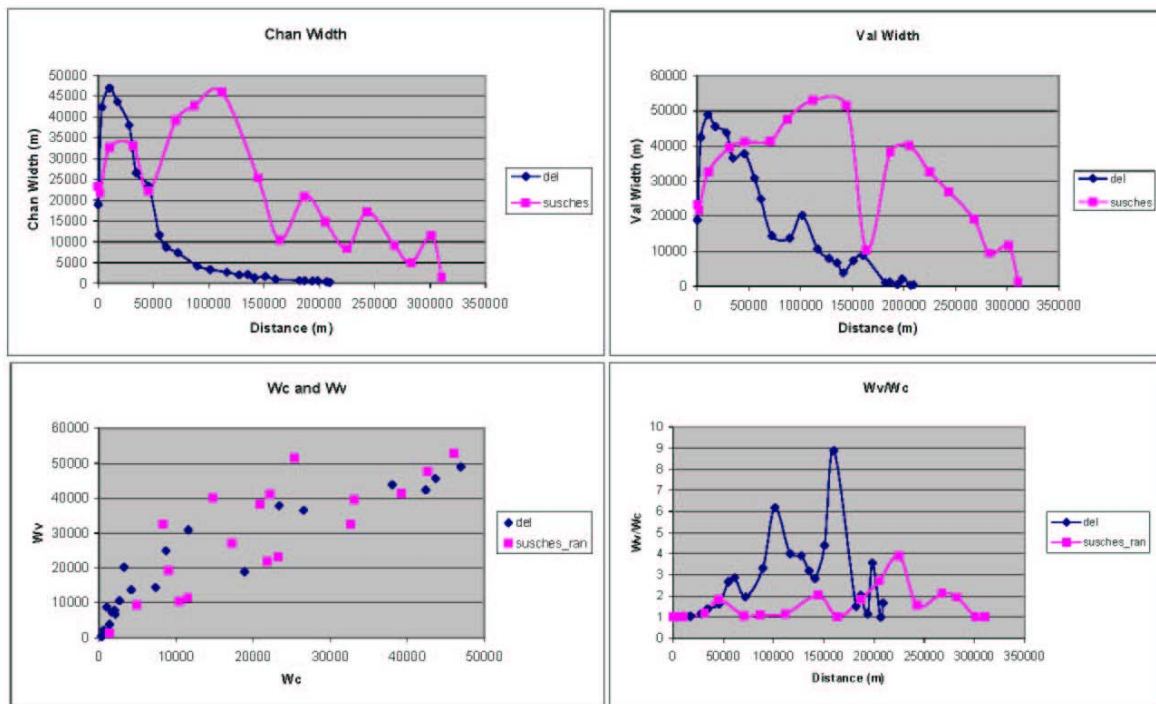 Chan Width
Chan Width (m)
50000
45000
40000
35000
30000
25000
20000
15000
10000
5000
0
0 50000 100000 150000 200000 250000 300000 350000
Distance (m)
del
susches
Val Width
Val Width (m)
60000
50000
40000
30000
20000
10000
0
0 50000 100000 150000 200000 250000 300000 350000
Distance (m)
del
susches
Wc and Wv
Wv
60000
50000
40000
30000
20000
10000
0
0 10000 20000 30000 40000 50000
Wc
del
susches_ran
Wv/Wc
Wv/Wc
10
9
8
7
6
5
4
3
2
1
0
0 50000 100000 150000 200000 250000 300000 350000
Distance (m)
del
susches_ran